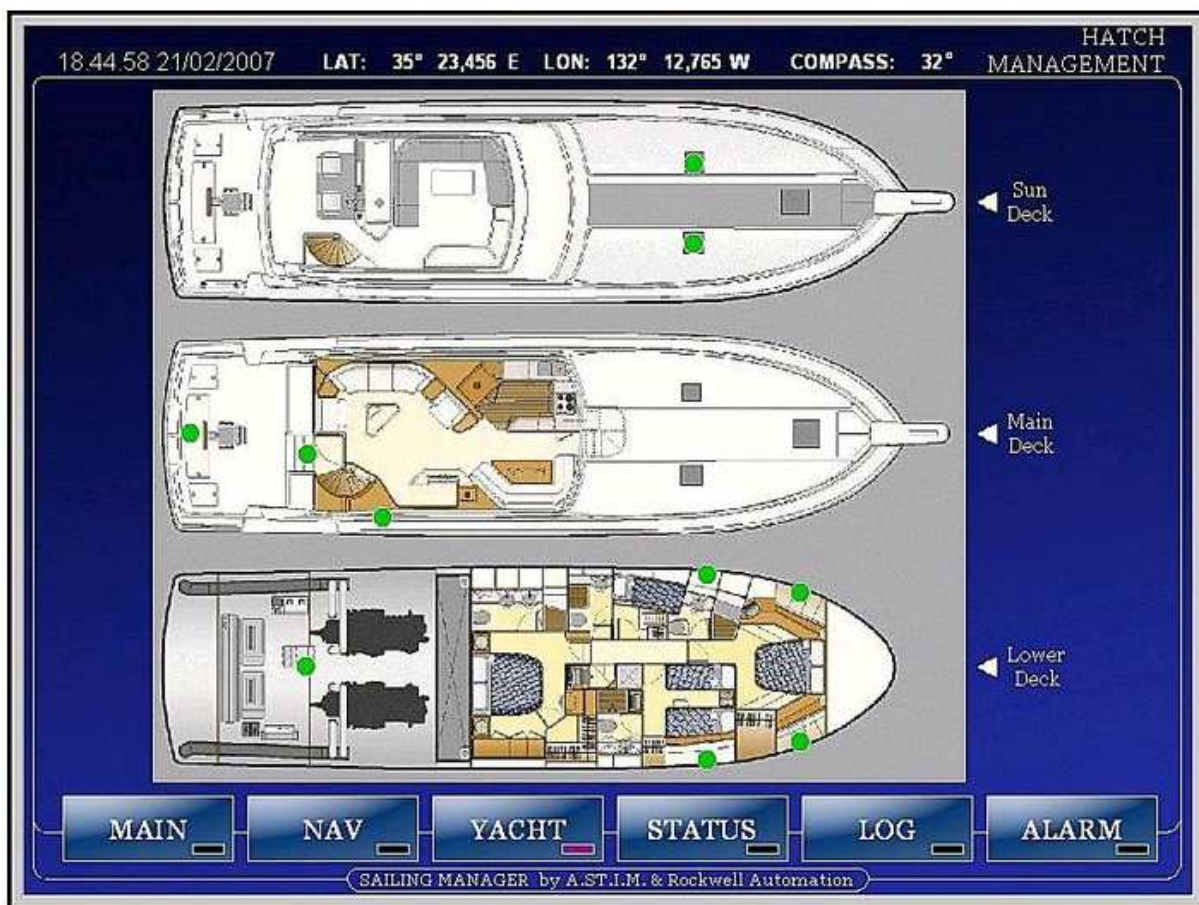 18.44.58 21/02/2007 LAT: 35° 23,456 E LON: 132° 12,765 W COMPASS: 32°
HATCH
MANAGEMENT
Sun
Deck
Main
Deck
Lower
Deck
MAIN NAV YACHT STATUS LOG ALARM
SAILING MANAGER by A.ST.I.M. & Rockwell Automation